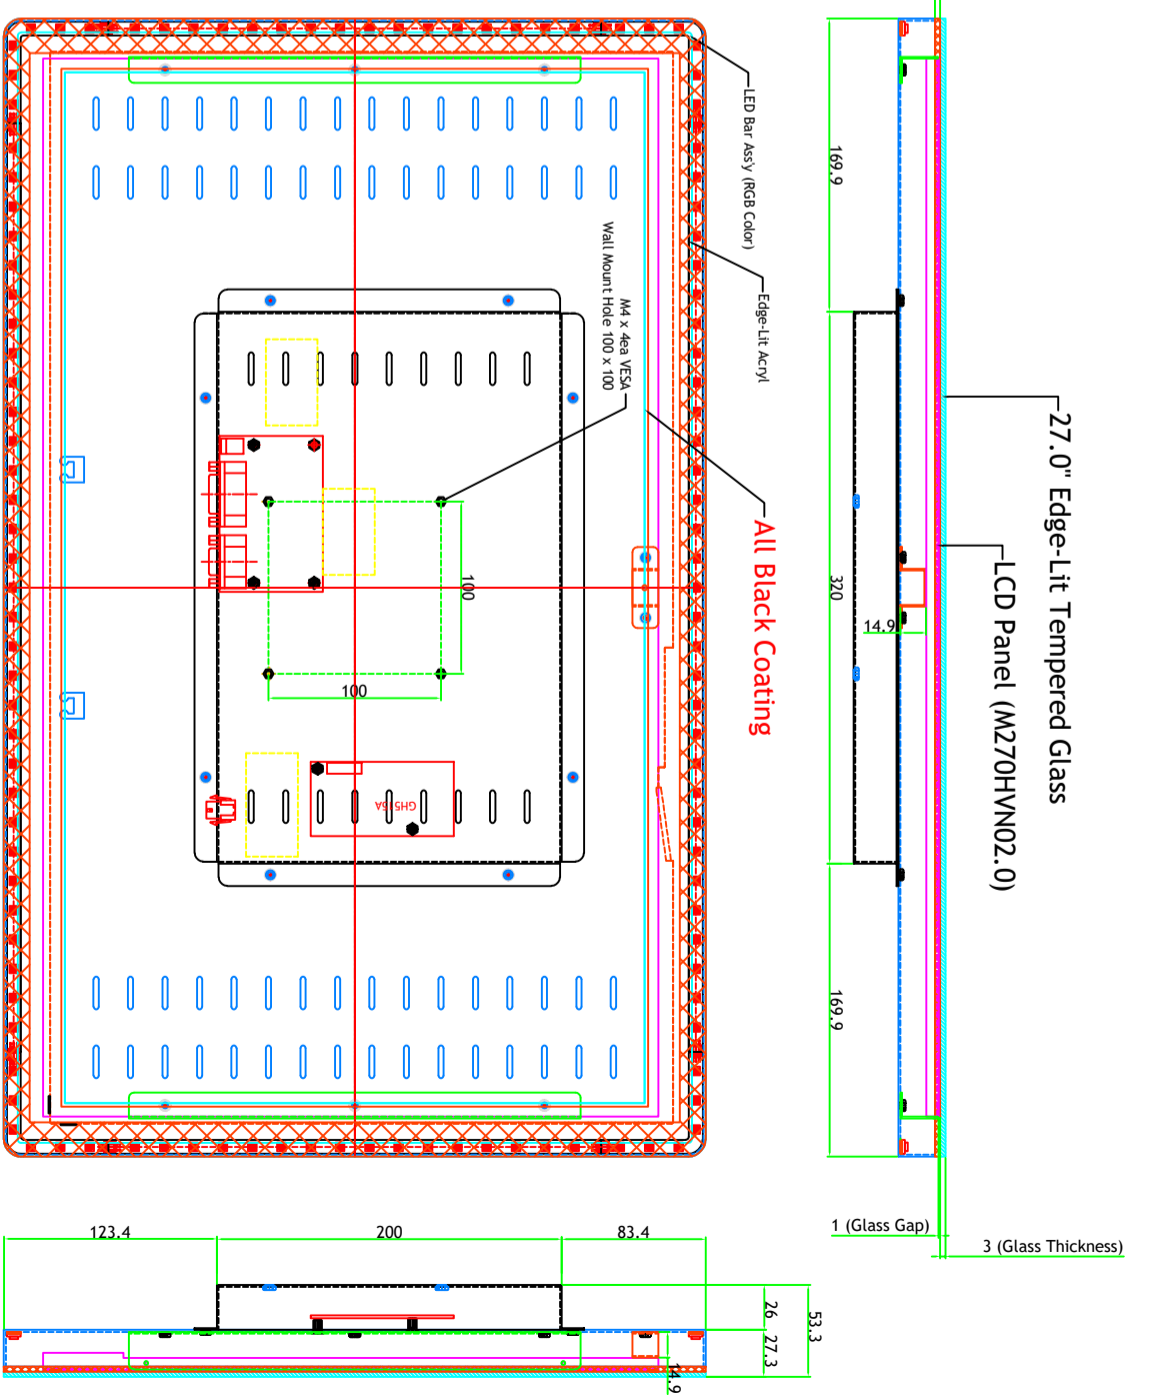 27.0" Edge-Lit Tempered Glass
LCD Panel (M270HVN02.0)
169.9
320
14.9
169.9
1 (Glass Gap)
3 (Glass Thickness)
LED Bar Ass'y (RGB Color)
Edge-Lit Acryl
M4 x 4ea VESA
Wall Mount Hole 100 x 100
All Black Coating
100
100
GH516A
123.4
200
83.4
26
27.3
53.3
14.9